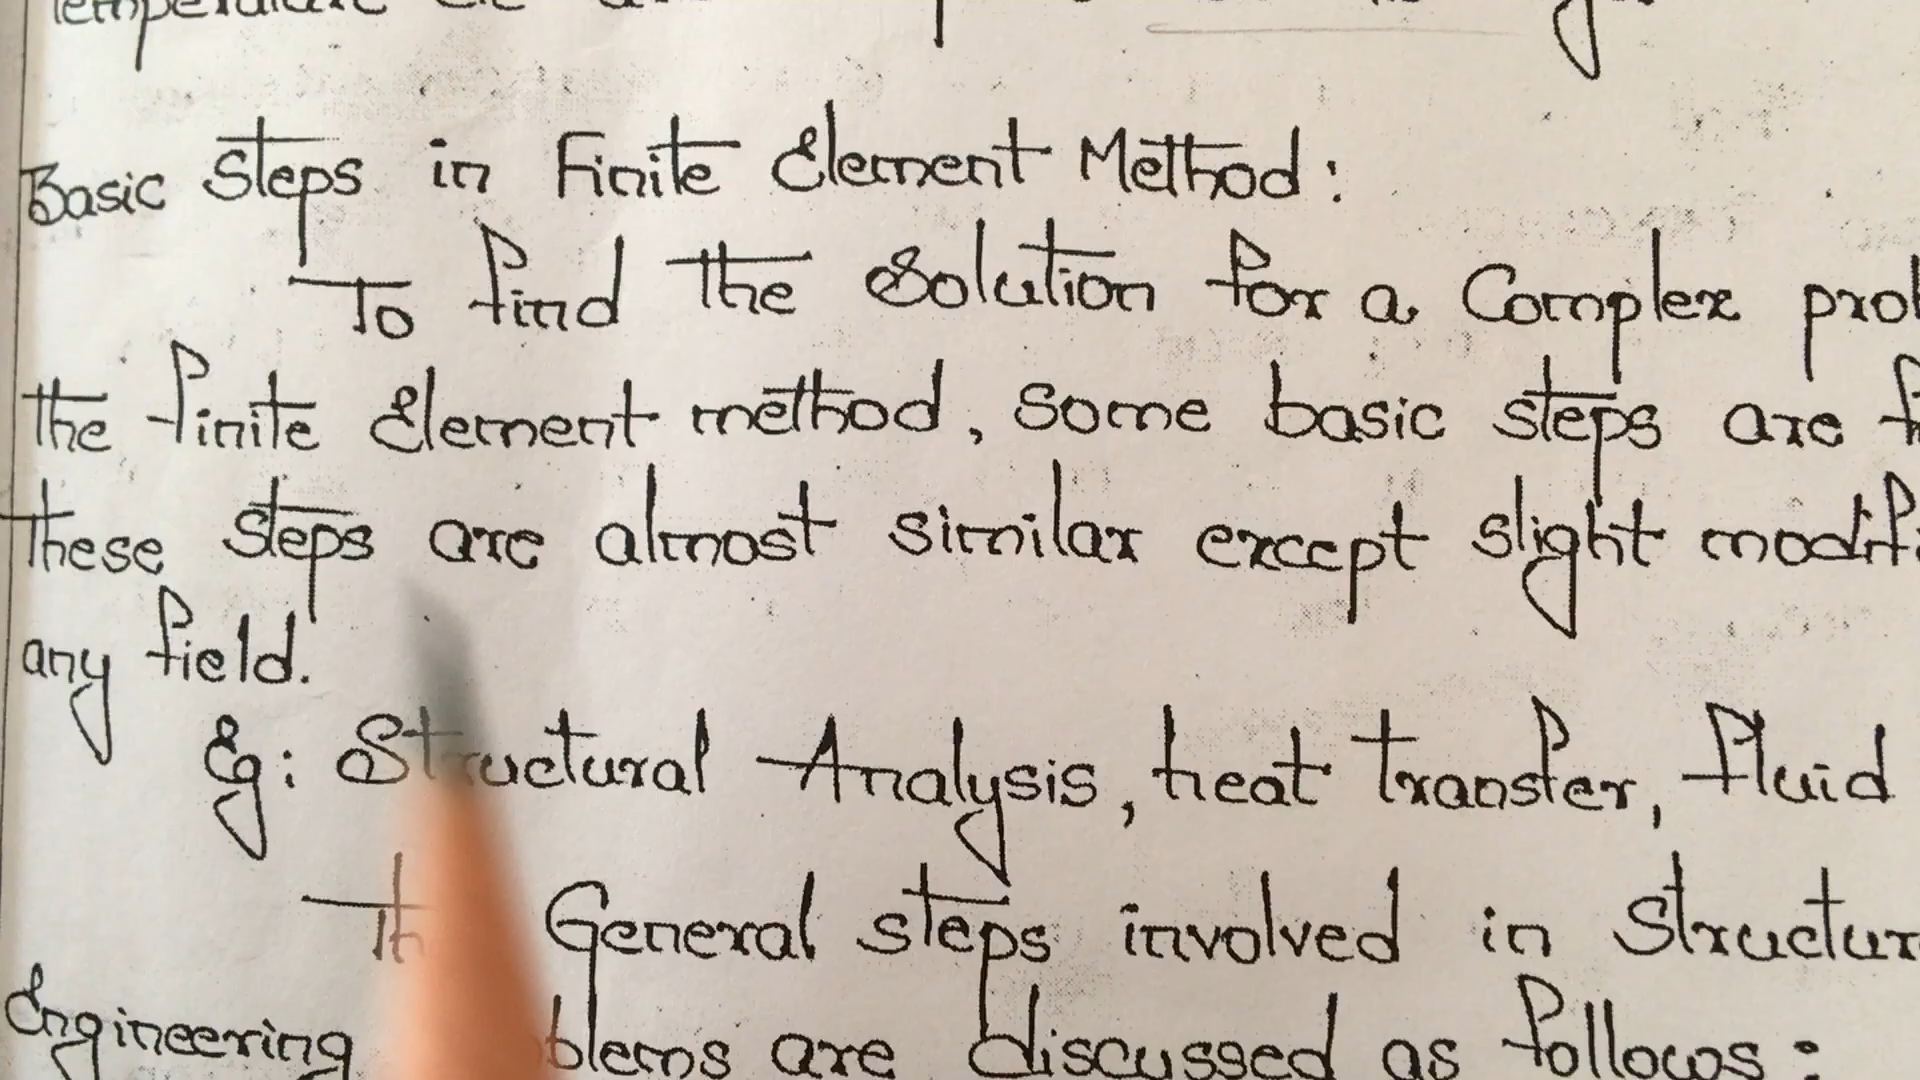 temperature etc
Basic steps in Finite Element Method:
To find the Solution for a Complex
the finite Element method, some basic steps are
these steps are almost similar except slight
any field.
Eg: Structural Analysis, heat transfer, fluid
General steps involved in
Engineering are discussed as follows: